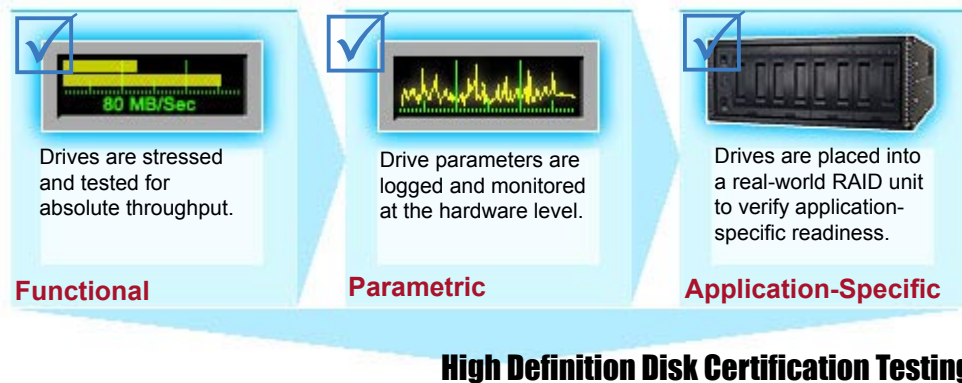 80 MB/Sec
Drives are stressed
and tested for
absolute throughput.
Functional
Drive parameters are
logged and monitored
at the hardware level.
Parametric
Drives are placed into
a real-world RAID unit
to verify application-
specific readiness.
Application-Specific
High Definition Disk Certification Testing